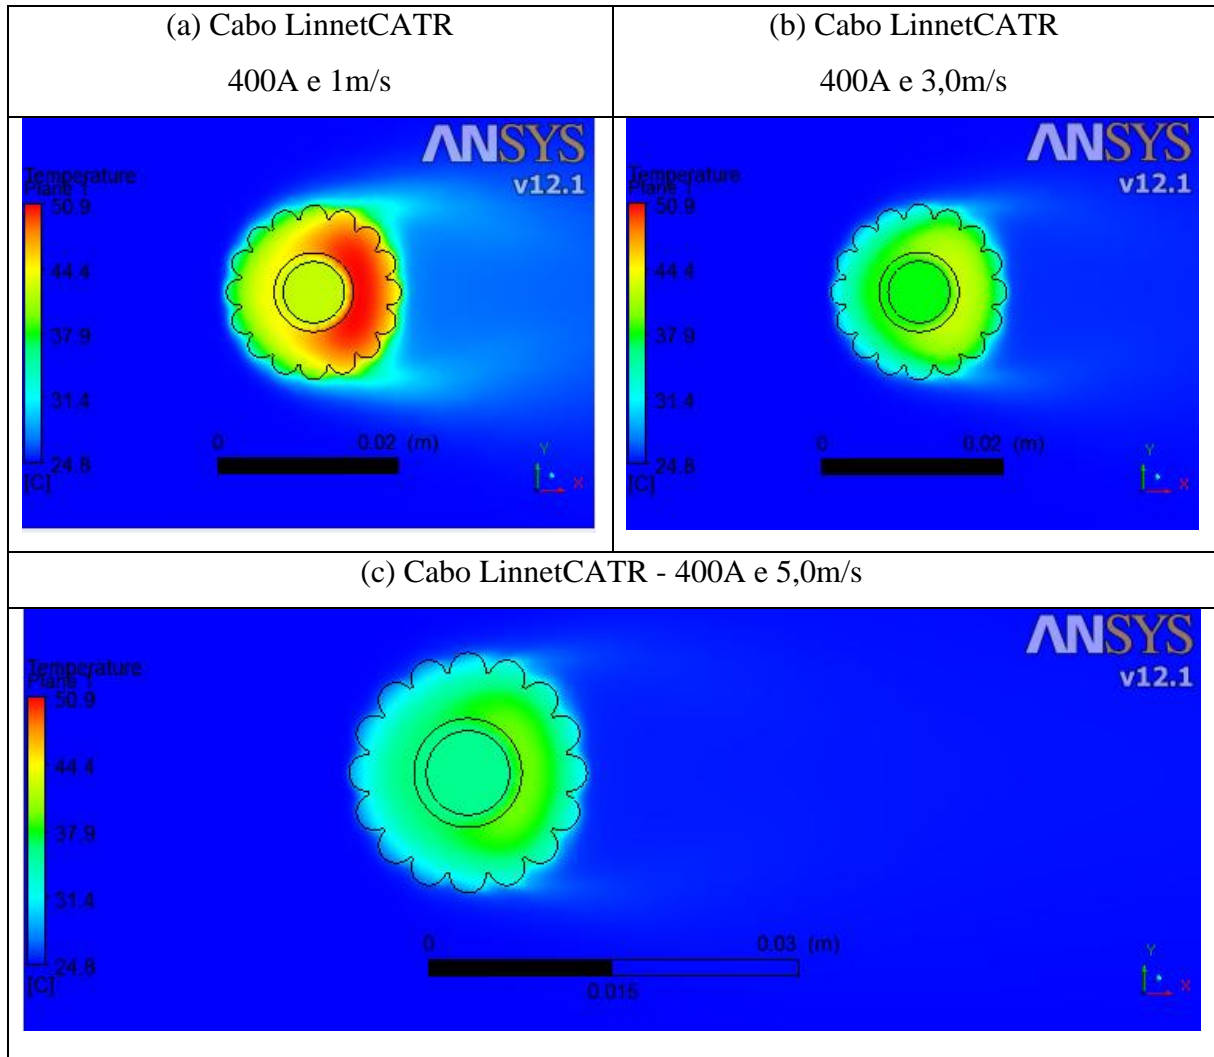 (a) Cabo LinnetCATR
400A e 1m/s
(b) Cabo LinnetCATR
400A e 3,0m/s
ANSYS
v12.1
Temperature
Plane 1
50.9
44.4
37.9
31.4
24.8
[C]
0 0.02 (m)
Y
X
ANSYS
v12.1
Temperature
Plane 1
50.9
44.4
37.9
31.4
24.8
[C]
0 0.02 (m)
Y
X
(c) Cabo LinnetCATR - 400A e 5,0m/s
ANSYS
v12.1
Temperature
Plane 1
50.9
44.4
37.9
31.4
24.8
[C]
0 0.03 (m)
0.015
Y
X